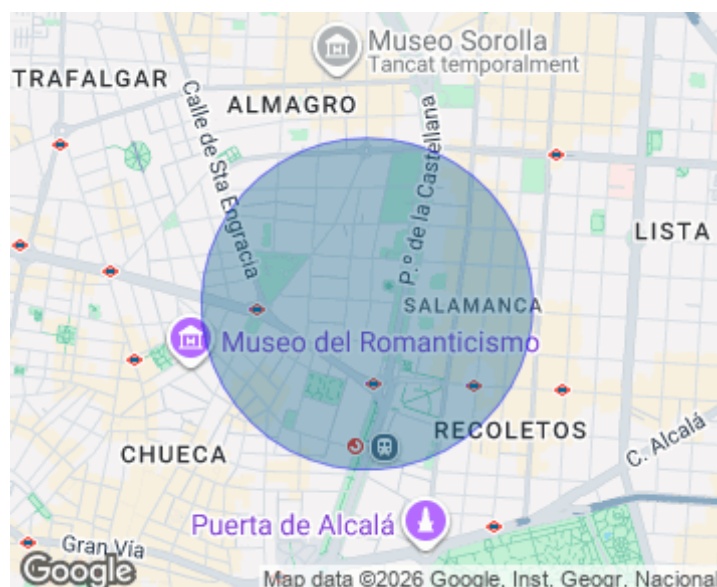 Museo Sorolla
Tancat temporalment
TRAFALGAR
ALMAGRO
Calle de Sta Engracia
P.º de la Castellana
LISTA
SALAMANCA
Museo del Romanticismo
RECOLETOS
CHUECA
C. Alcalá
Puerta de Alcalá
Gran Vía
Google
Map data ©2026 Google, Inst. Geogr. Nacional